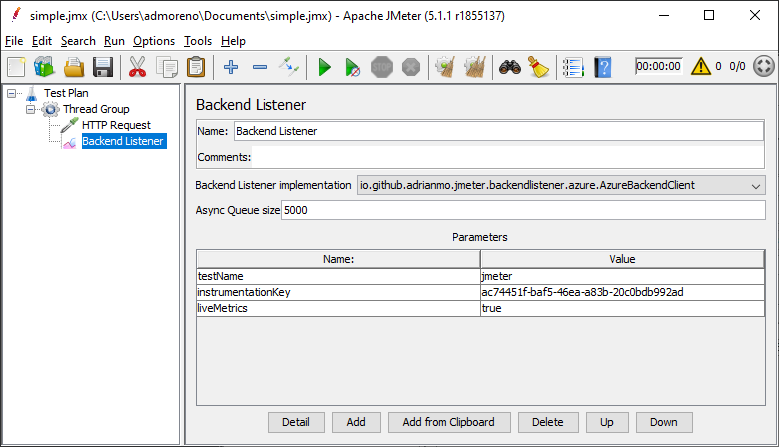 simple.jmx (C:\Users\admoreno\Documents\simple.jmx) - Apache JMeter (5.1.1 r1855137)
File Edit Search Run Options Tools Help
00:00:00 0 0/0
Test Plan
Thread Group
HTTP Request
Backend Listener
Backend Listener
Name: Backend Listener
Comments:
Backend Listener implementation io.github.adrianmo.jmeter.backendlistener.azure.AzureBackendClient
Async Queue size 5000
Parameters
Name: Value
testName jmeter
instrumentationKey ac74451f-baf5-46ea-a83b-20c0bdb992ad
liveMetrics true
Detail Add Add from Clipboard Delete Up Down